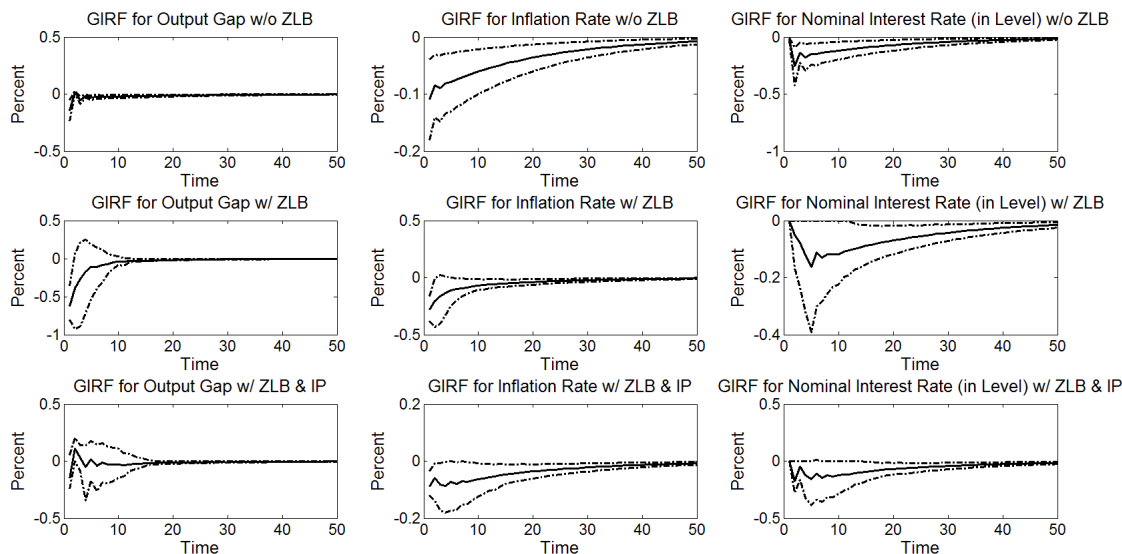 GIRF for Output Gap w/o ZLB
0.5
0
-0.5
Percent
0 10 20 30 40 50
Time
GIRF for Inflation Rate w/o ZLB
0
-0.1
-0.2
Percent
0 10 20 30 40 50
Time
GIRF for Nominal Interest Rate (in Level) w/o ZLB
0
-0.5
-1
Percent
0 10 20 30 40 50
Time
GIRF for Output Gap w/ ZLB
0.5
0
-0.5
-1
Percent
0 10 20 30 40 50
Time
GIRF for Inflation Rate w/ ZLB
0.5
0
-0.5
Percent
0 10 20 30 40 50
Time
GIRF for Nominal Interest Rate (in Level) w/ ZLB
0
-0.2
-0.4
Percent
0 10 20 30 40 50
Time
GIRF for Output Gap w/ ZLB & IP
0.5
0
-0.5
Percent
0 10 20 30 40 50
Time
GIRF for Inflation Rate w/ ZLB & IP
0.2
0
-0.2
Percent
0 10 20 30 40 50
Time
GIRF for Nominal Interest Rate (in Level) w/ ZLB & IP
0.5
0
-0.5
Percent
0 10 20 30 40 50
Time